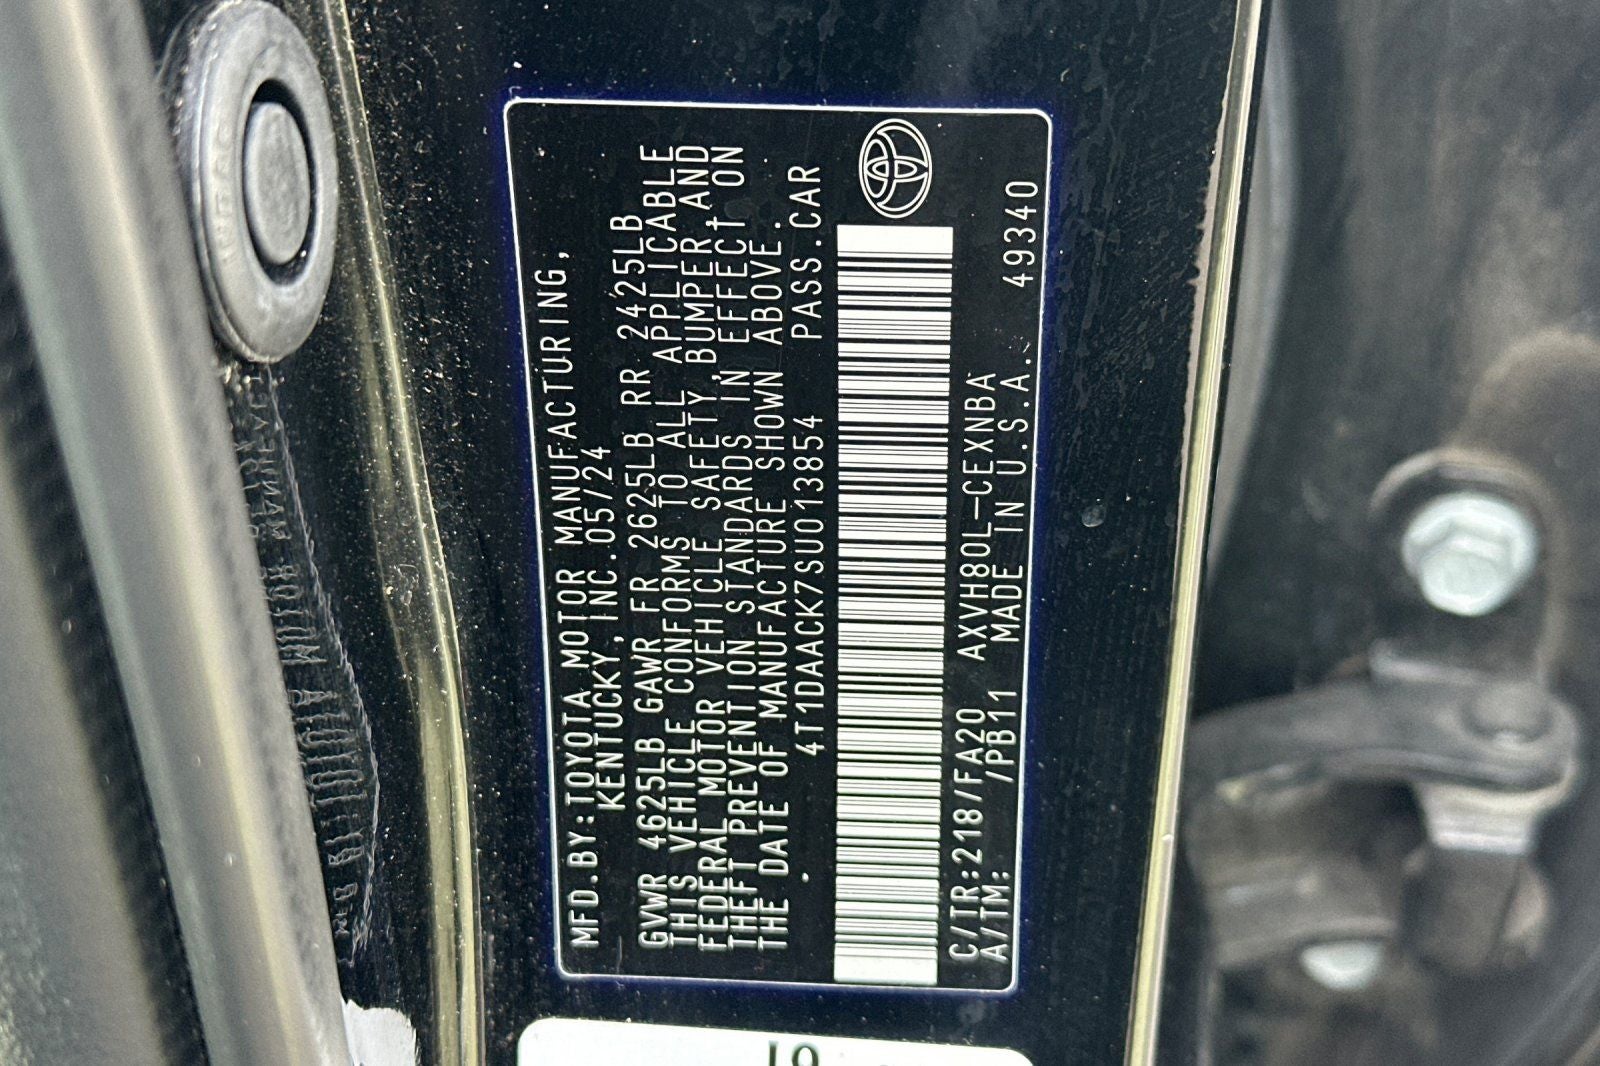 MFD.BY:TOYOTA MOTOR MANUFACTURING,
KENTUCKY,INC.05/24
GVWR 4625LB GAWR FR 2625LB RR 2425LB
THIS VEHICLE CONFORMS TO ALL APPLICABLE
FEDERAL MOTOR VEHICLE SAFETY,BUMPER,AND
THEFT PREVENTION STANDARDS IN EFFECT ON
THE DATE OF MANUFACTURE SHOWN ABOVE.
4T1DAACK7SU013854 PASS.CAR
C/TR:218/FA20 AXVH80L-CEXNBA 49340
A/TM: /PB11 MADE IN U.S.A.